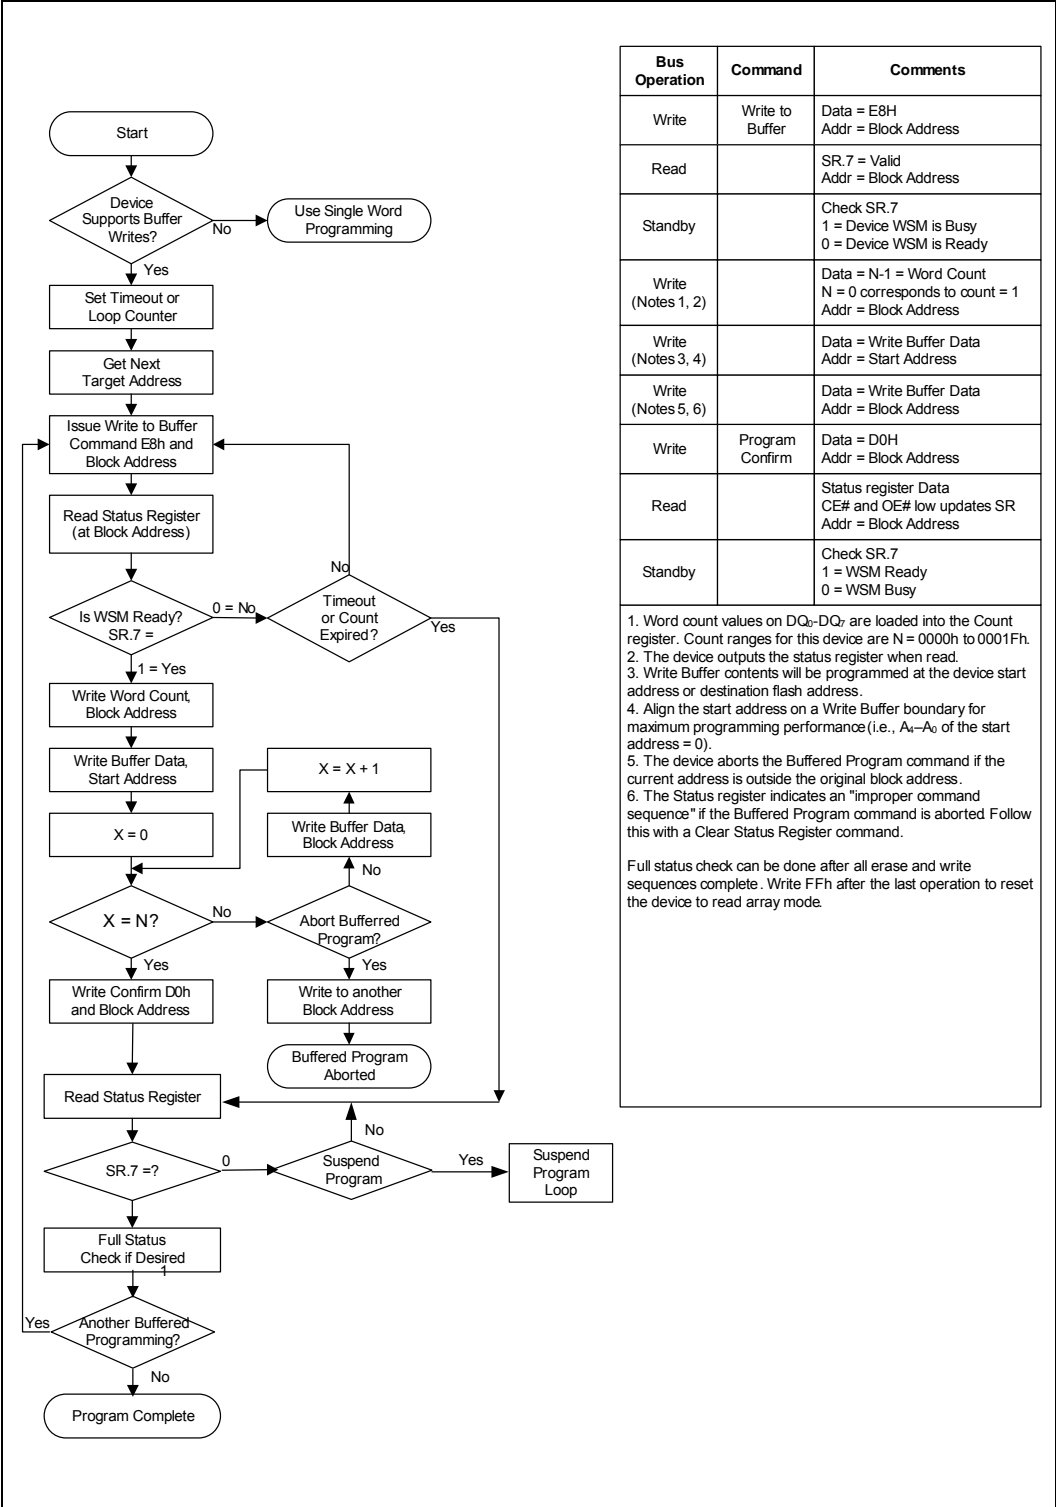 Start
Device
Supports Buffer
Writes?
No
Use Single Word
Programming
Yes
Set Timeout or
Loop Counter
Get Next
Target Address
Issue Write to Buffer
Command E8h and
Block Address
Read Status Register
(at Block Address)
No
Is WSM Ready?
SR.7 =
0 = No
Timeout
or Count
Expired?
Yes
1 = Yes
Write Word Count,
Block Address
Write Buffer Data,
Start Address
X = X + 1
X = 0
Write Buffer Data,
Block Address
No
X = N?
No
Abort Bufferred
Program?
Yes
Yes
Write Confirm D0h
and Block Address
Write to another
Block Address
Buffered Program
Aborted
Read Status Register
No
SR.7 =?
0
Suspend
Program
Yes
Suspend
Program
Loop
Full Status
Check if Desired
1
Yes
Another Buffered
Programming?
No
Program Complete
Bus
Operation
Command
Comments
Write
Write to
Buffer
Data = E8H
Addr = Block Address
Read
SR.7 = Valid
Addr = Block Address
Standby
Check SR.7
1 = Device WSM is Busy
0 = Device WSM is Ready
Write
(Notes 1, 2)
Data = N-1 = Word Count
N = 0 corresponds to count = 1
Addr = Block Address
Write
(Notes 3, 4)
Data = Write Buffer Data
Addr = Start Address
Write
(Notes 5, 6)
Data = Write Buffer Data
Addr = Block Address
Write
Program
Confirm
Data = D0H
Addr = Block Address
Read
Status register Data
CE# and OE# low updates SR
Addr = Block Address
Standby
Check SR.7
1 = WSM Ready
0 = WSM Busy
1. Word count values on DQ₀-DQ₇ are loaded into the Count
register. Count ranges for this device are N = 0000h to 0001Fh.
2. The device outputs the status register when read.
3. Write Buffer contents will be programmed at the device start
address or destination flash address.
4. Align the start address on a Write Buffer boundary for
maximum programming performance (i.e., A₄–A₀ of the start
address = 0).
5. The device aborts the Buffered Program command if the
current address is outside the original block address.
6. The Status register indicates an "improper command
sequence" if the Buffered Program command is aborted. Follow
this with a Clear Status Register command.
Full status check can be done after all erase and write
sequences complete. Write FFh after the last operation to reset
the device to read array mode.